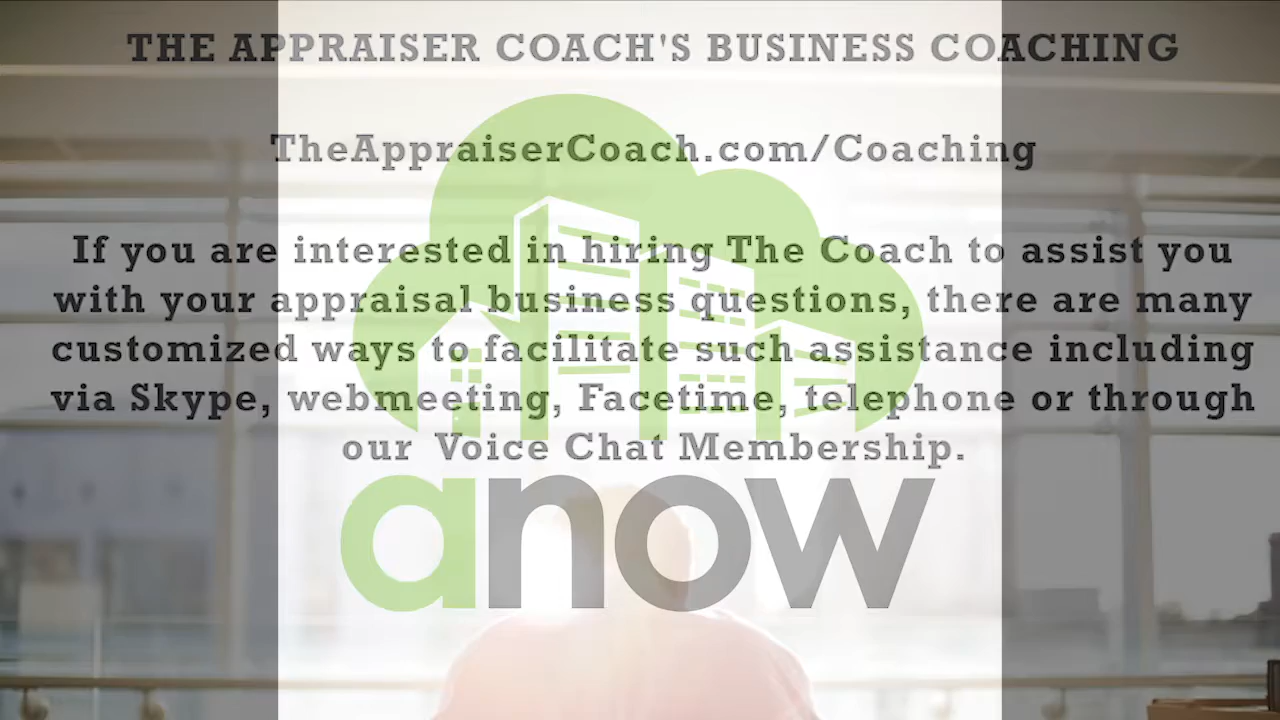 THE APPRAISER COACH'S BUSINESS COACHING
TheAppraiserCoach.com/Coaching
If you are interested in hiring The Coach to assist you
with your appraisal business questions, there are many
customized ways to facilitate such assistance including
via Skype, webmeeting, Facetime, telephone or through
our Voice Chat Membership.
anow